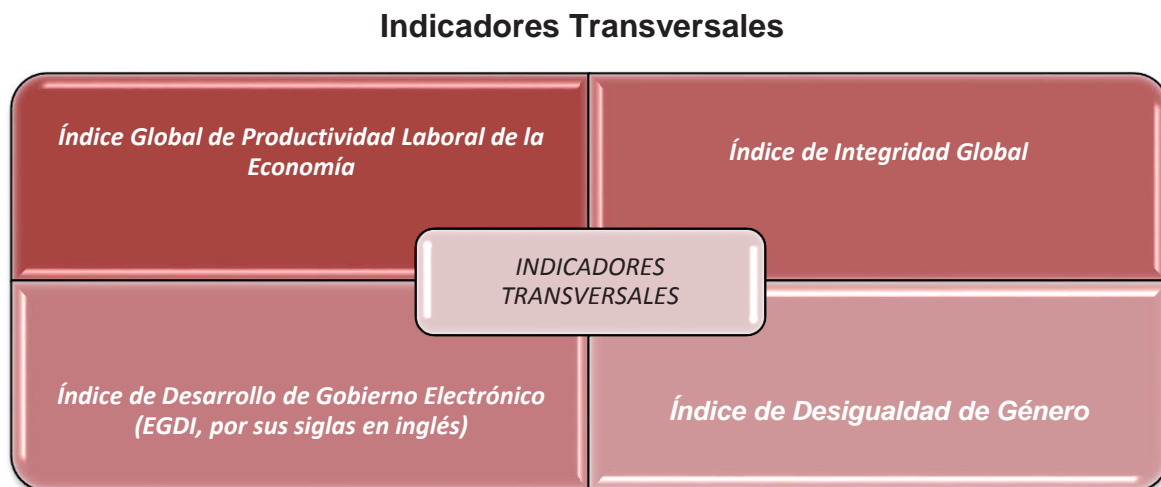 Indicadores Transversales
Índice Global de Productividad Laboral de la
Economía
Índice de Integridad Global
INDICADORES
TRANSVERSALES
Índice de Desarrollo de Gobierno Electrónico
(EGDI, por sus siglas en inglés)
Índice de Desigualdad de Género